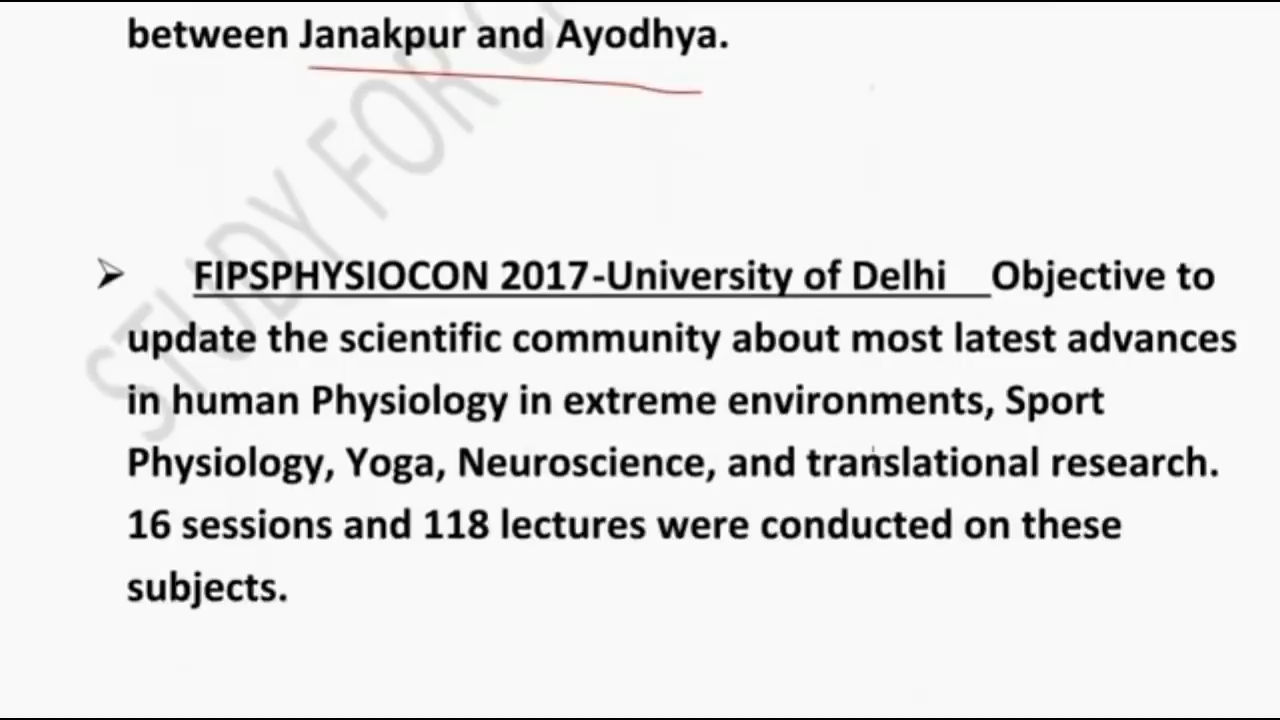 between Janakpur and Ayodhya.
FIPSPHYSIOCON 2017-University of Delhi Objective to
update the scientific community about most latest advances
in human Physiology in extreme environments, Sport
Physiology, Yoga, Neuroscience, and translational research.
16 sessions and 118 lectures were conducted on these
subjects.
STUDY FOR